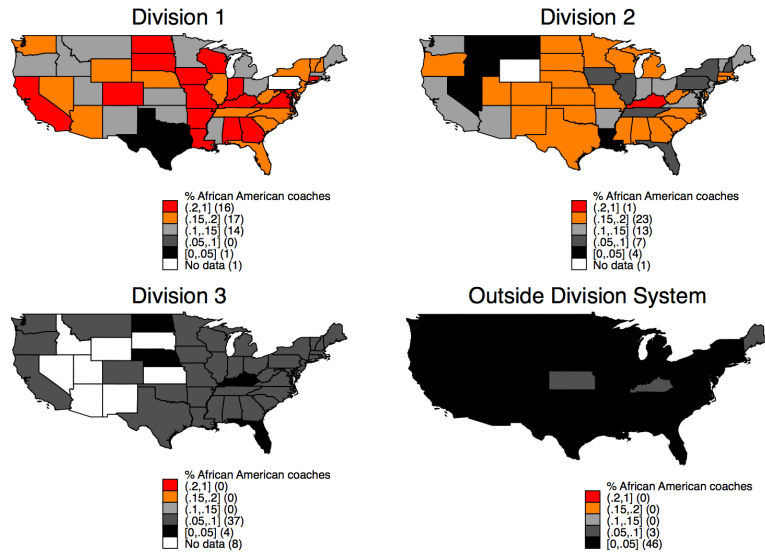 Division 1
% African American coaches
(.2,1] (16)
(.15,.2] (17)
(.1,.15] (14)
(.05,.1] (0)
[0,.05] (1)
No data (1)
Division 2
% African American coaches
(.2,1] (1)
(.15,.2] (23)
(.1,.15] (13)
(.05,.1] (7)
[0,.05] (4)
No data (1)
Division 3
% African American coaches
(.2,1] (0)
(.15,.2] (0)
(.1,.15] (0)
(.05,.1] (37)
[0,.05] (4)
No data (8)
Outside Division System
% African American coaches
(.2,1] (0)
(.15,.2] (0)
(.1,.15] (0)
(.05,.1] (3)
[0,.05] (46)